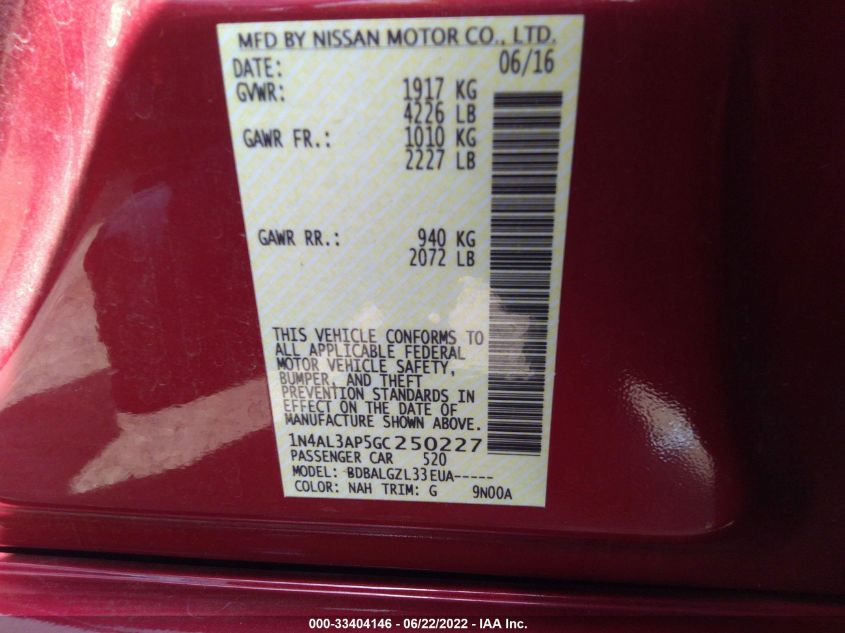 MFD BY NISSAN MOTOR CO., LTD.
DATE: 06/16
GVWR: 1917 KG
4226 LB
GAWR FR.: 1010 KG
2227 LB
GAWR RR.: 940 KG
2072 LB
THIS VEHICLE CONFORMS TO
ALL APPLICABLE FEDERAL
MOTOR VEHICLE SAFETY,
BUMPER, AND THEFT
PREVENTION STANDARDS IN
EFFECT ON THE DATE OF
MANUFACTURE SHOWN ABOVE.
1N4AL3AP5GC250227
PASSENGER CAR 520
MODEL: BDBALGZL33EUA-----
COLOR: NAH TRIM: G 9N00A
000-33404146 - 06/22/2022 - IAA Inc.